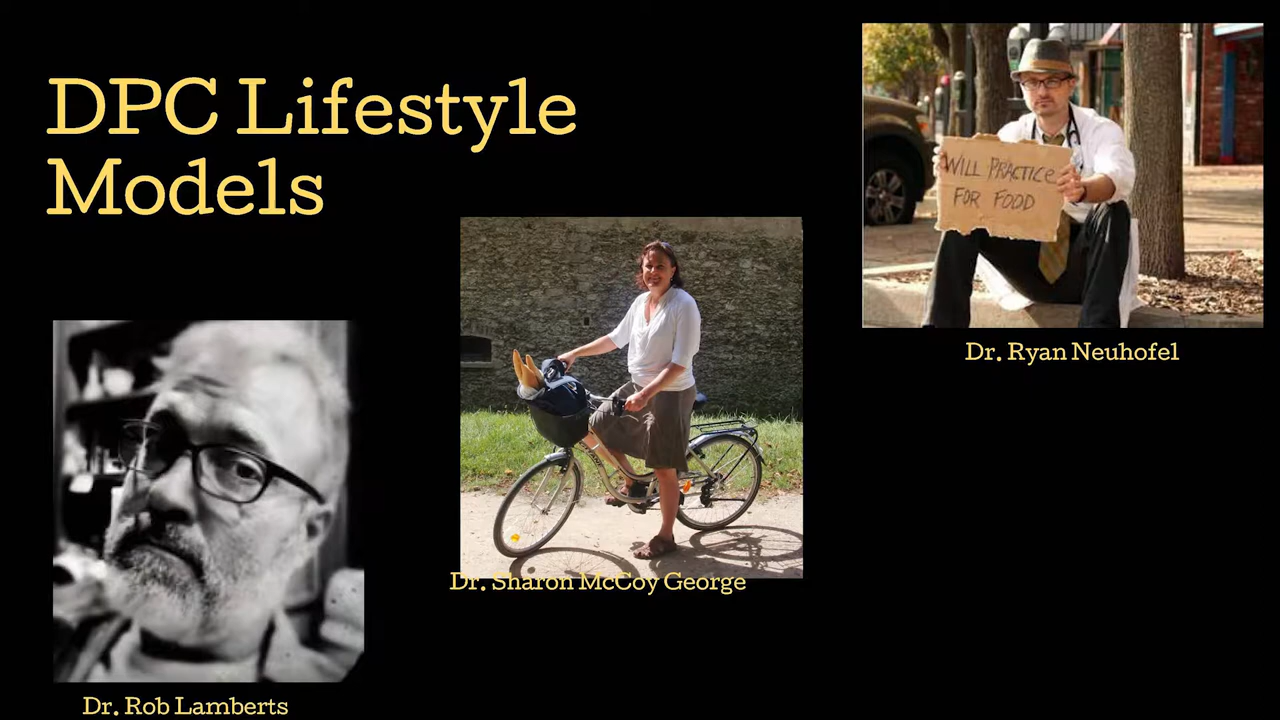 DPC Lifestyle
Models
WILL PRACTICE
FOR FOOD
Dr. Ryan Neuhofel
Dr. Sharon McCoy George
Dr. Rob Lamberts